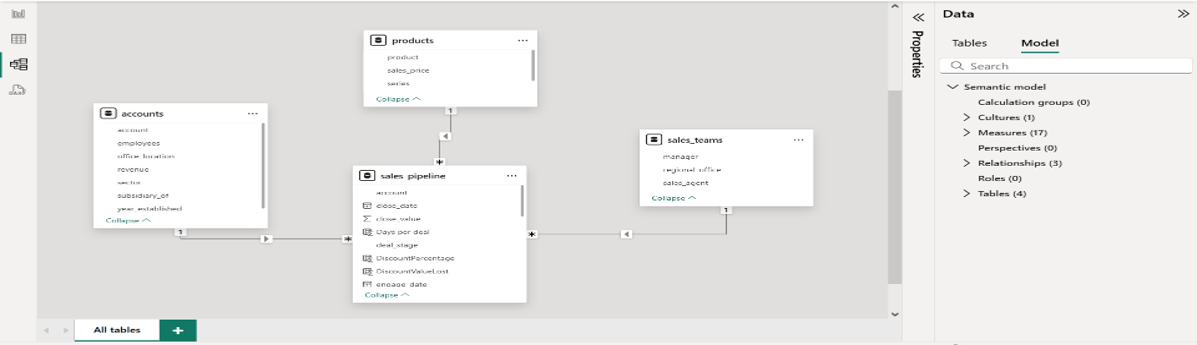 products
product
sales_price
series
Collapse
1
*
accounts
account
employees
office_location
revenue
sector
subsidiary_of
year_established
Collapse
1
*
sales_pipeline
account
close_date
close_value
Days per deal
deal_stage
DiscountPercentage
DiscountValueLost
engage_date
Collapse
sales_teams
manager
regional_office
sales_agent
Collapse
1
*
All tables
+
Properties
Data
Tables
Model
Search
Semantic model
Calculation groups (0)
Cultures (1)
Measures (17)
Perspectives (0)
Relationships (3)
Roles (0)
Tables (4)